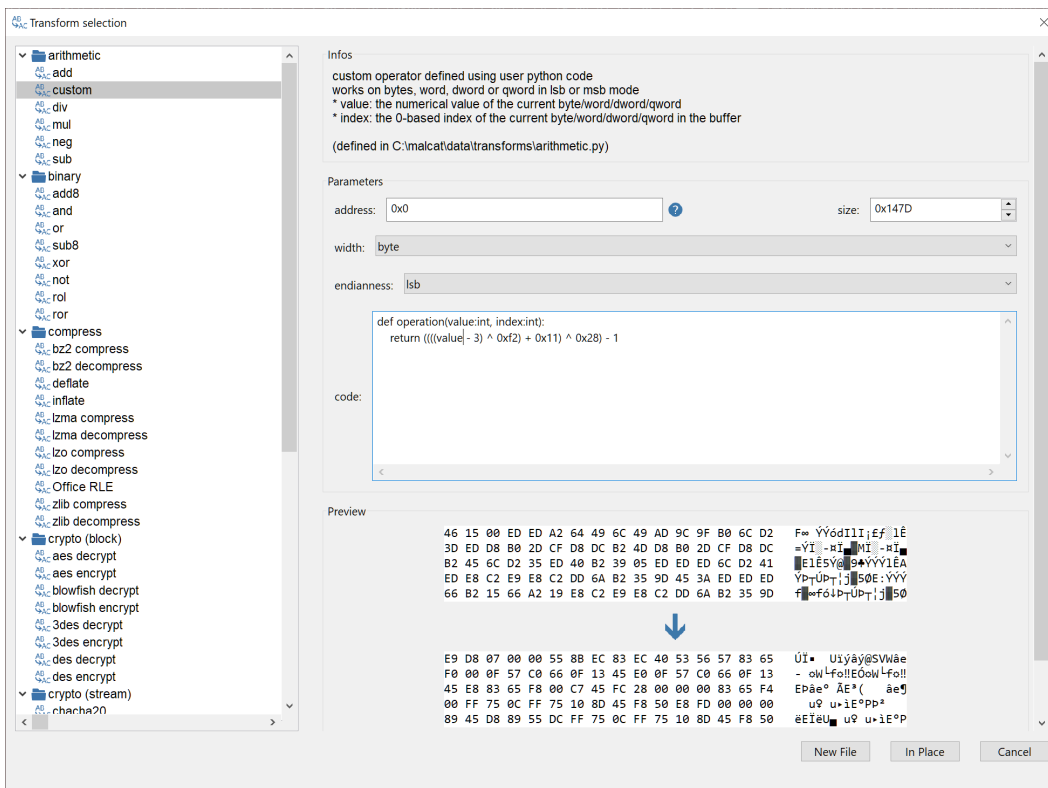 Transform selection
arithmetic
add
custom
div
mul
neg
sub
binary
add8
and
or
sub8
xor
not
rol
ror
compress
bz2 compress
bz2 decompress
deflate
inflate
lzma compress
lzma decompress
lzo compress
lzo decompress
Office RLE
zlib compress
zlib decompress
crypto (block)
aes decrypt
aes encrypt
blowfish decrypt
blowfish encrypt
3des decrypt
3des encrypt
des decrypt
des encrypt
crypto (stream)
chacha20
Infos
custom operator defined using user python code
works on bytes, word, dword or qword in lsb or msb mode
* value: the numerical value of the current byte/word/dword/qword
* index: the 0-based index of the current byte/word/dword/qword in the buffer
(defined in C:\malcat\data\transforms\arithmetic.py)
Parameters
address: 0x0 size: 0x147D
width: byte
endianness: lsb
code:
def operation(value:int, index:int):
return ((((value - 3) ^ 0xf2) + 0x11) ^ 0x28) - 1
Preview
46 15 00 ED ED A2 64 49 6C 49 AD 9C 9F B0 6C D2
3D ED D8 B0 2D CF D8 DC B2 4D D8 B0 2D CF D8 DC
B2 45 6C D2 35 ED 40 B2 39 05 ED ED ED 6C D2 41
ED E8 C2 E9 E8 C2 DD 6A B2 35 9D 45 3A ED ED ED
66 B2 15 66 A2 19 E8 C2 E9 E8 C2 DD 6A B2 35 9D
E9 D8 07 00 00 55 8B EC 83 EC 40 53 56 57 83 65
F0 00 0F 57 C0 66 0F 13 45 E0 0F 57 C0 66 0F 13
45 E8 83 65 F8 00 C7 45 FC 28 00 00 00 83 65 F4
00 FF 75 0C FF 75 10 8D 45 F8 50 E8 FD 00 00 00
89 45 D8 89 55 DC FF 75 0C FF 75 10 8D 45 F8 50
New File In Place Cancel